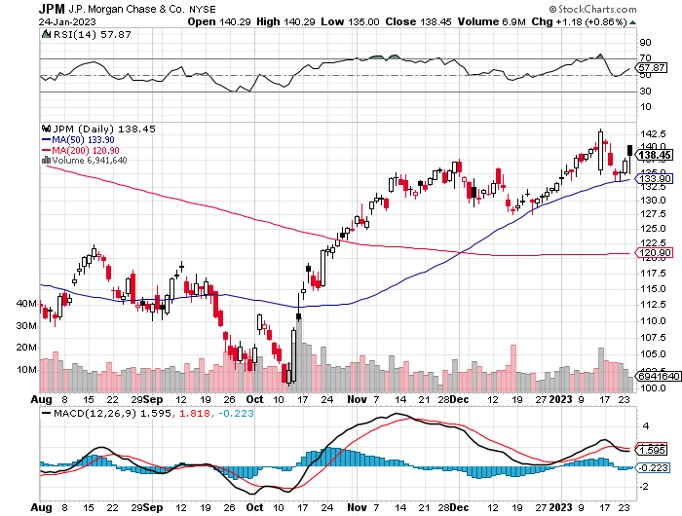 JPM J.P. Morgan Chase & Co. NYSE © StockCharts.com
24-Jan-2023 Open 140.29 High 140.29 Low 135.00 Close 138.45 Volume 6.9M Chg +1.18 (+0.86%)
RSI(14) 57.87
90
70
57.87
50
30
10
JPM (Daily) 138.45
MA(50) 133.90
MA(200) 120.90
Volume 6,941,640
142.5
140.0
138.45
135.0
133.90
132.5
130.0
127.5
125.0
122.5
120.90
117.5
115.0
112.5
110.0
107.5
105.0
102.5
100.0
40M
30M
20M
10M
6941640
Aug 8 15 22 Sep 12 19 26 Oct 10 17 24 Nov 7 14 21 Dec 12 19 2023 9 17 23
MACD(12,26,9) 1.595, 1.818, -0.223
4
1.595
-0.223
-2
Aug 8 15 22 Sep 12 19 26 Oct 10 17 24 Nov 7 14 21 Dec 12 19 2023 9 17 23